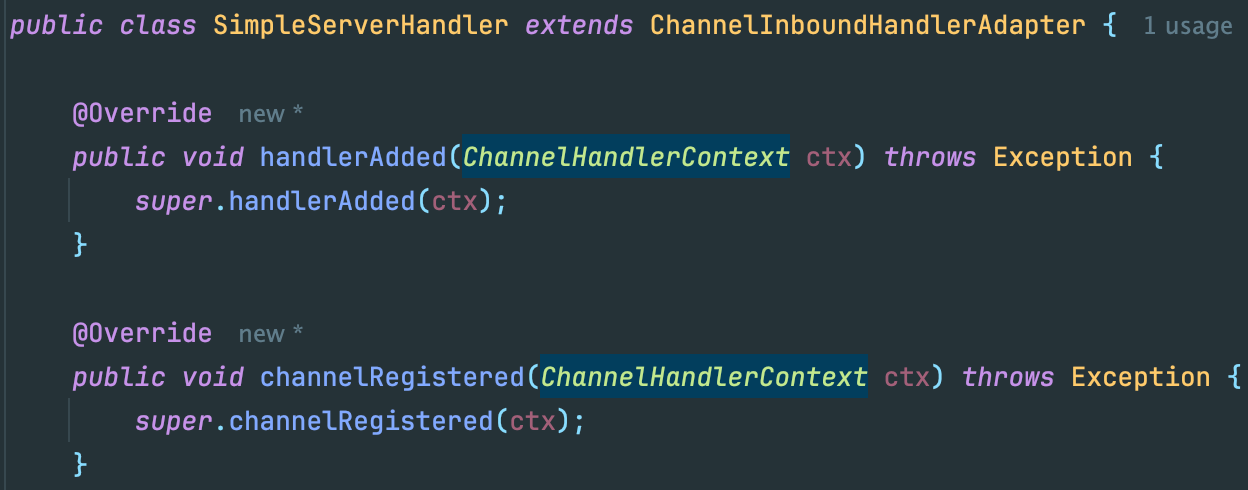 public class SimpleServerHandler extends ChannelInboundHandlerAdapter { 1 usage
@Override new *
public void handlerAdded(ChannelHandlerContext ctx) throws Exception {
super.handlerAdded(ctx);
}
@Override new *
public void channelRegistered(ChannelHandlerContext ctx) throws Exception {
super.channelRegistered(ctx);
}